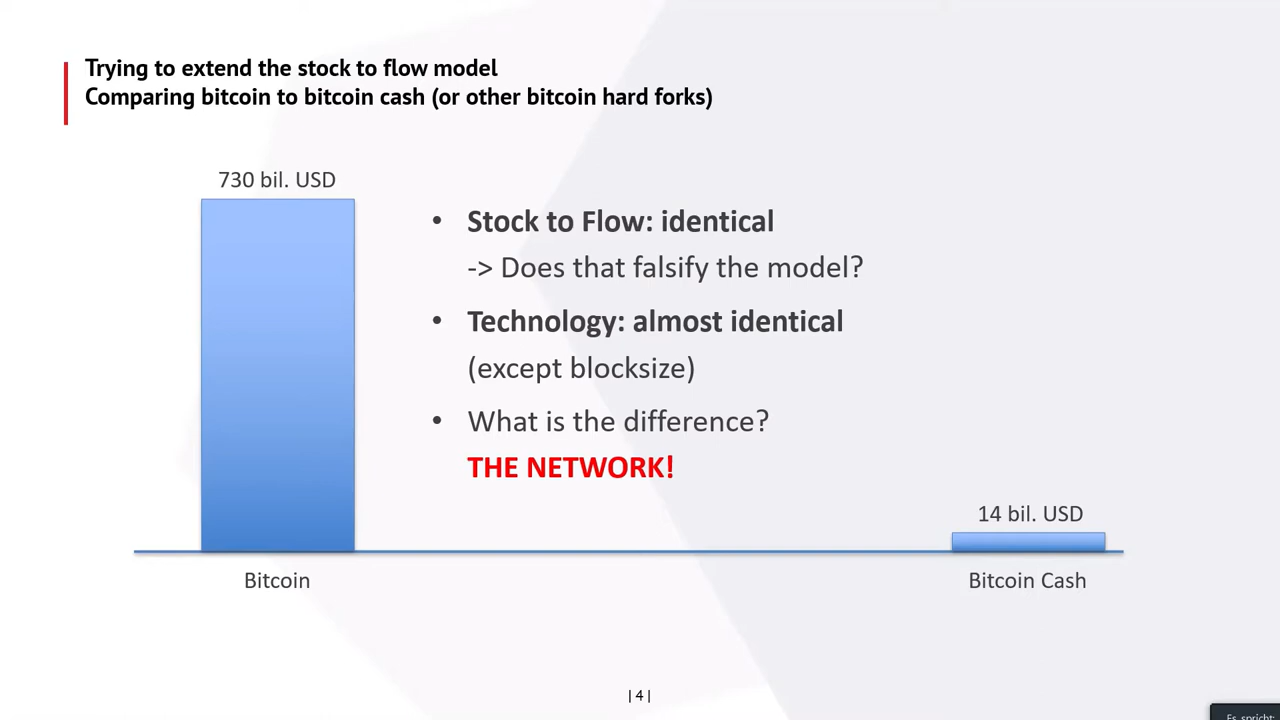 Trying to extend the stock to flow model
Comparing bitcoin to bitcoin cash (or other bitcoin hard forks)
730 bil. USD
• Stock to Flow: identical
-> Does that falsify the model?
• Technology: almost identical
(except blocksize)
• What is the difference?
THE NETWORK!
14 bil. USD
Bitcoin
Bitcoin Cash
| 4 |
Es spricht: